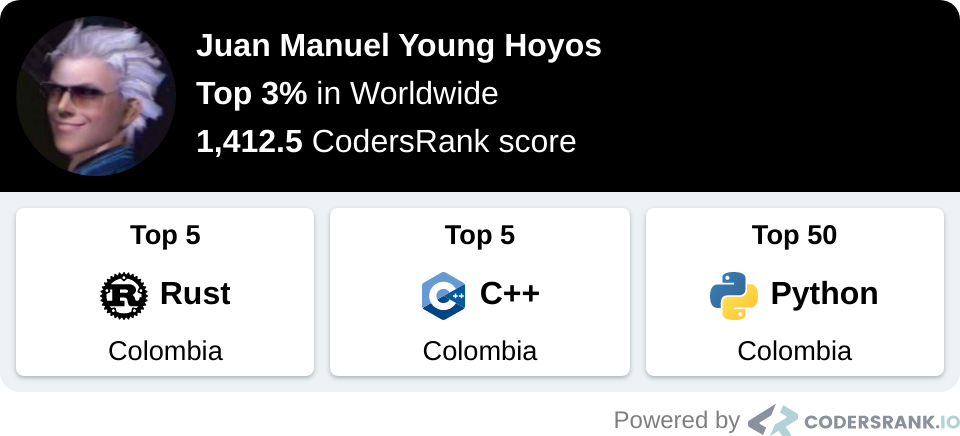 Juan Manuel Young Hoyos
Top 3% in Worldwide
1,412.5 CodersRank score
Top 5
Rust
Colombia
Top 5
C++
Colombia
Top 50
Python
Colombia
Powered by CODERSRANK.IO